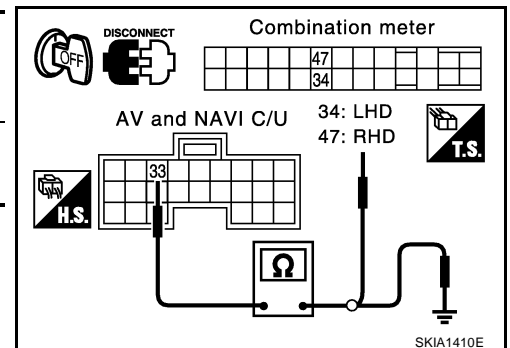 DISCONNECT
OFF
Combination meter
47
34
AV and NAVI C/U
34: LHD
47: RHD
T.S.
33
H.S.
Ω
SKIA1410E